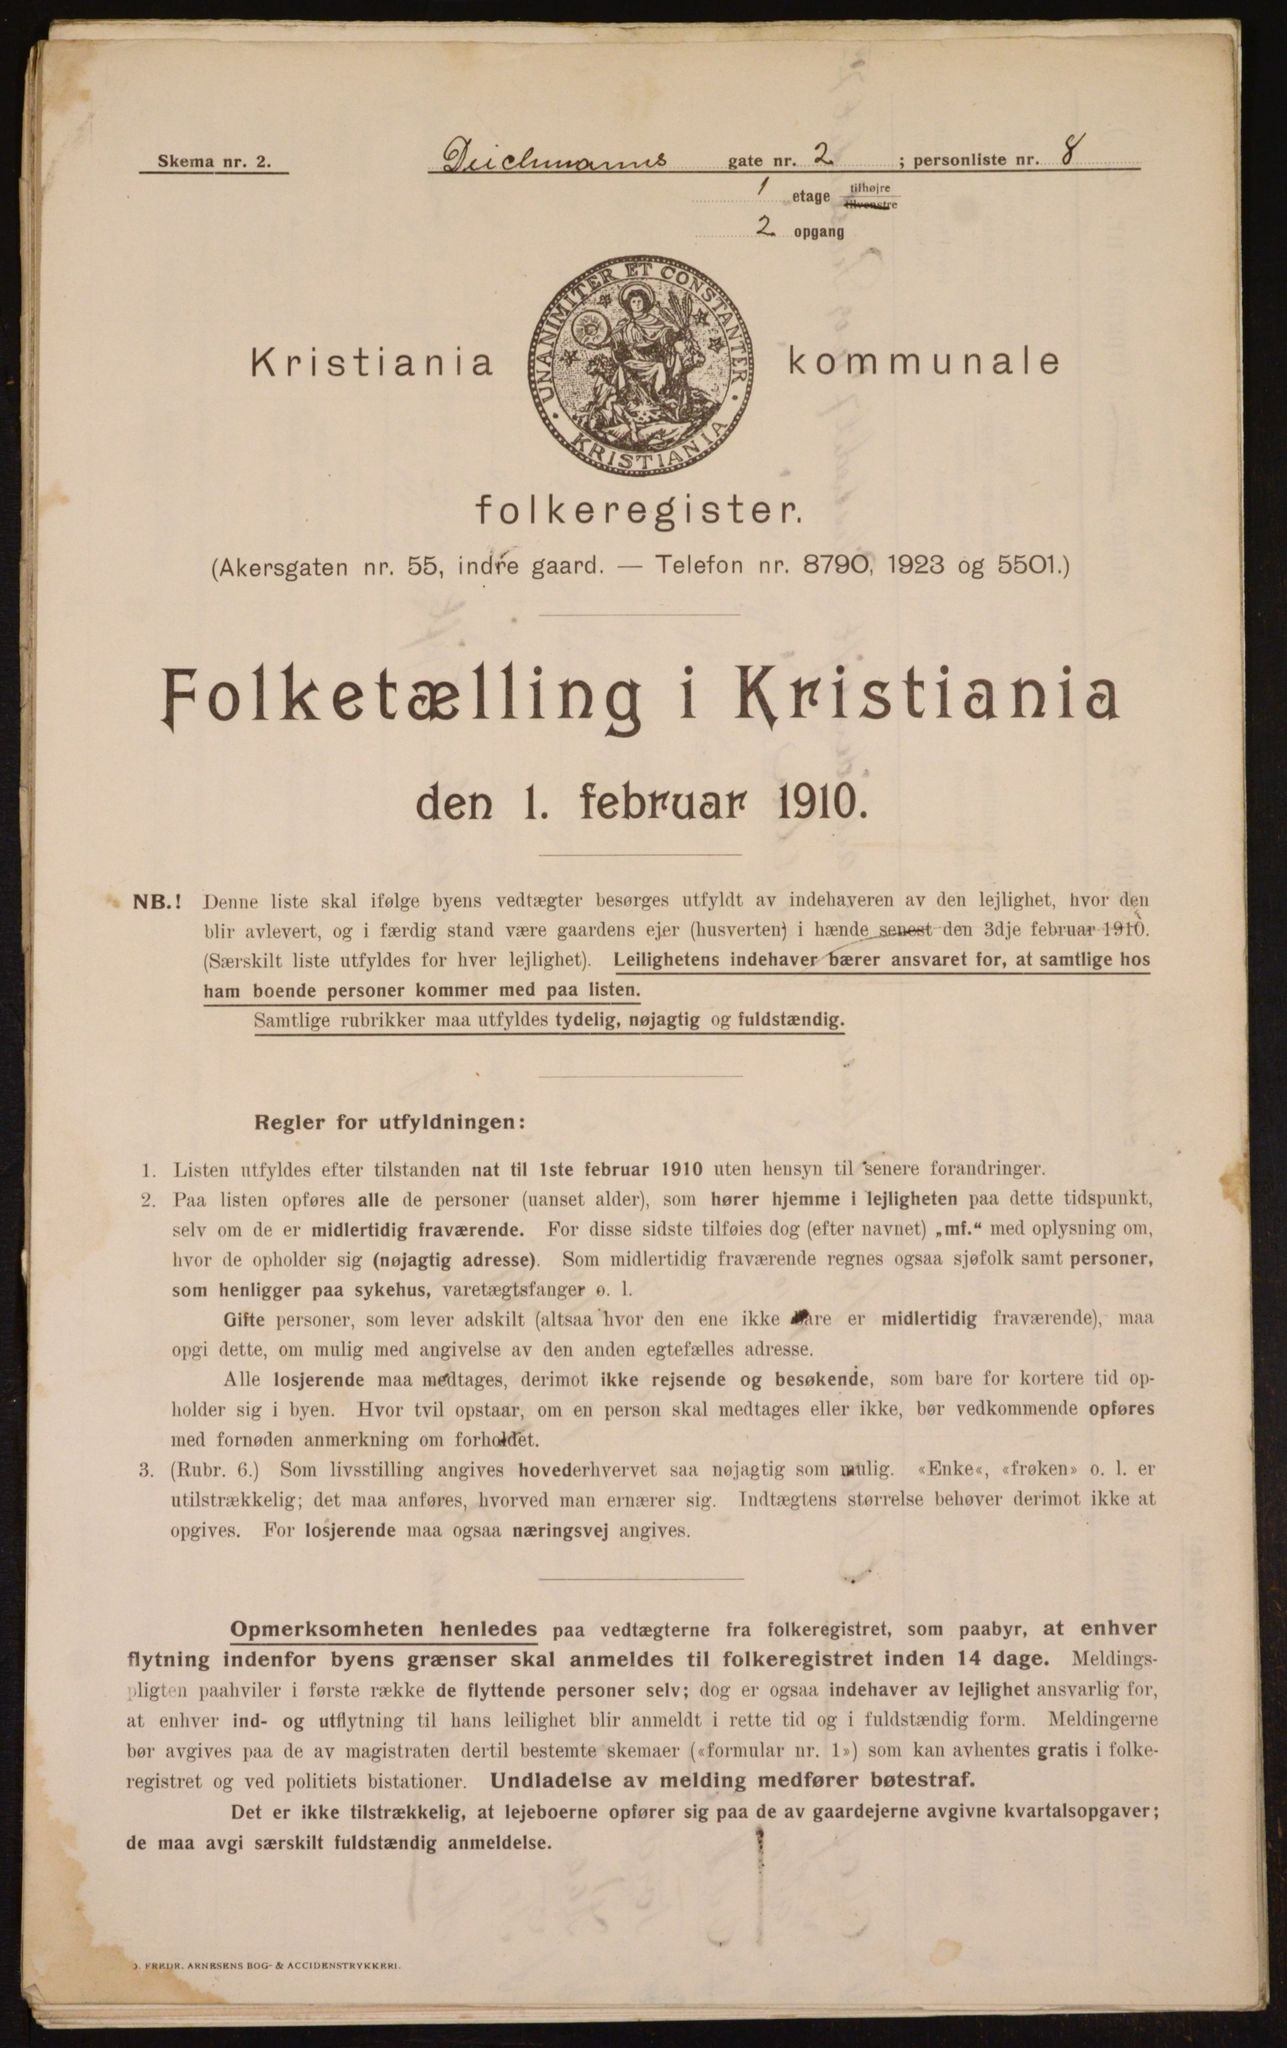 Skema nr. 2.
Deichmanns gate nr. 2 ; personliste nr. 8
1 etage tilhøjre
tilvenstre
2 opgang
UNANIMITER ET CONSTANTER
KRISTIANIA
Kristiania kommunale
folkeregister.
(Akersgaten nr. 55, indre gaard. — Telefon nr. 8790, 1923 og 5501.)
Folketælling i Kristiania
den 1. februar 1910.
NB.! Denne liste skal ifølge byens vedtægter besørges utfyldt av indehaveren av den lejlighet, hvor den
blir avlevert, og i færdig stand være gaardens ejer (husverten) i hænde senest den 3dje februar 1910.
(Særskilt liste utfyldes for hver lejlighet). Leilighetens indehaver bærer ansvaret for, at samtlige hos
ham boende personer kommer med paa listen.
Samtlige rubrikker maa utfyldes tydelig, nøjagtig og fuldstændig.
Regler for utfyldningen:
1. Listen utfyldes efter tilstanden nat til 1ste februar 1910 uten hensyn til senere forandringer.
2. Paa listen opføres alle de personer (uanset alder), som hører hjemme i lejligheten paa dette tidspunkt,
selv om de er midlertidig fraværende. For disse sidste tilføies dog (efter navnet) „mf.“ med oplysning om,
hvor de opholder sig (nøjagtig adresse). Som midlertidig fraværende regnes ogsaa sjøfolk samt personer,
som henligger paa sykehus, varetægtsfanger o. l.
Gifte personer, som lever adskilt (altsaa hvor den ene ikke bare er midlertidig fraværende), maa
opgi dette, om mulig med angivelse av den anden egtefælles adresse.
Alle losjerende maa medtages, derimot ikke rejsende og besøkende, som bare for kortere tid op-
holder sig i byen. Hvor tvil opstaar, om en person skal medtages eller ikke, bør vedkommende opføres
med fornøden anmerkning om forholdet.
3. (Rubr. 6.) Som livsstilling angives hovederhvervet saa nøjagtig som mulig. «Enke«, «frøken» o. l. er
utilstrækkelig; det maa anføres, hvorved man ernærer sig. Indtægtens størrelse behøver derimot ikke at
opgives. For losjerende maa ogsaa næringsvej angives.
Opmerksomheten henledes paa vedtægterne fra folkeregistret, som paabyr, at enhver
flytning indenfor byens grænser skal anmeldes til folkeregistret inden 14 dage. Meldings-
pligten paahviler i første række de flyttende personer selv; dog er ogsaa indehaver av lejlighet ansvarlig for,
at enhver ind- og utflytning til hans leilighet blir anmeldt i rette tid og i fuldstændig form. Meldingerne
bør avgives paa de av magistraten dertil bestemte skemaer («formular nr. 1») som kan avhentes gratis i folke-
registret og ved politiets bistationer. Undladelse av melding medfører bøtestraf.
Det er ikke tilstrækkelig, at lejeboerne opfører sig paa de av gaardejerne avgivne kvartalsopgaver;
de maa avgi særskilt fuldstændig anmeldelse.
O. FREDR. ARNESENS BOG- & ACCIDENSTRYKKERI.